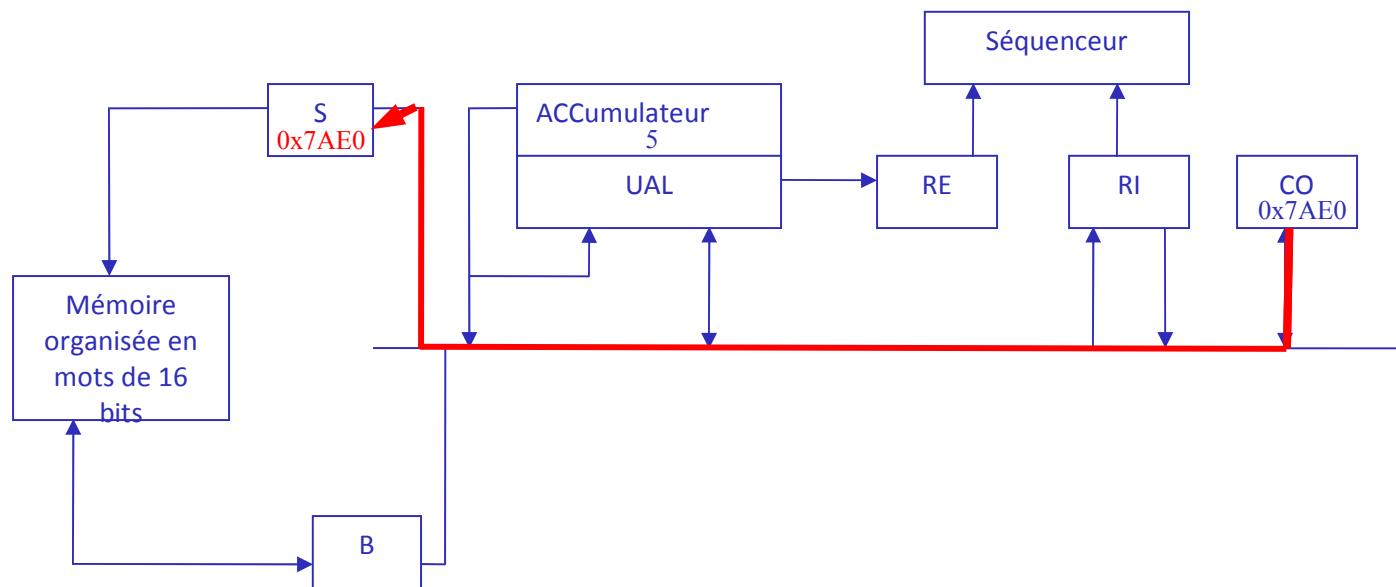 Séquenceur
S
0x7AE0
ACCumulateur
5
UAL
RE
RI
CO
0x7AE0
Mémoire
organisée en
mots de 16
bits
B